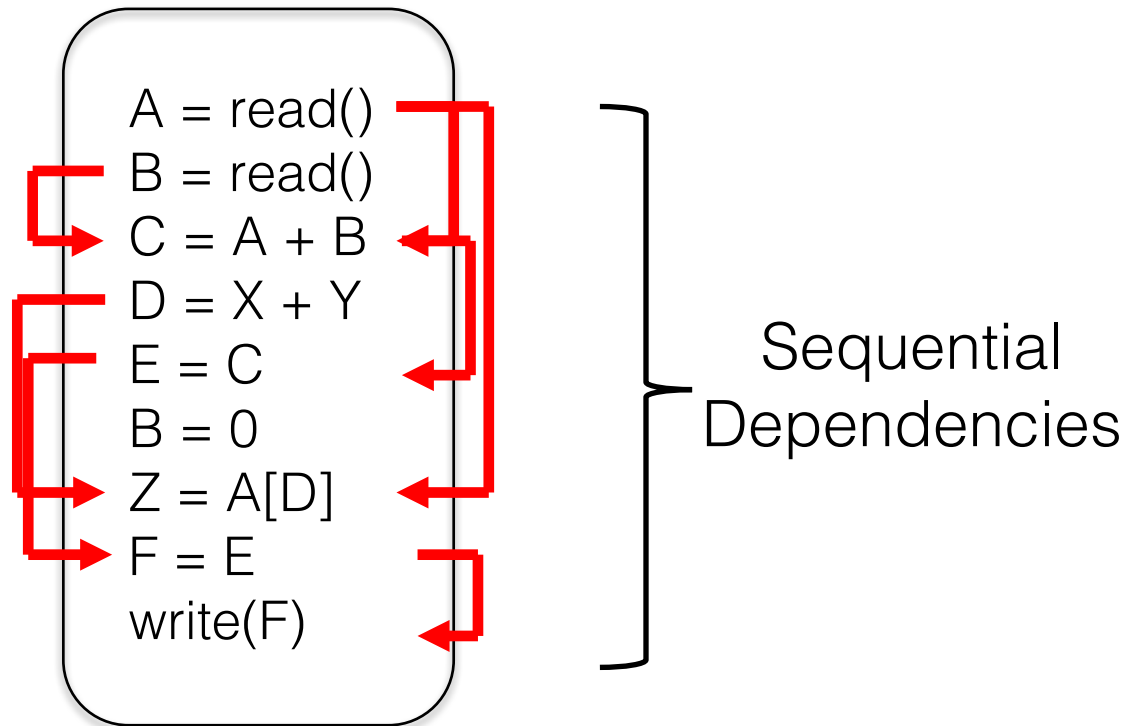 A = read()
B = read()
C = A + B
D = X + Y
E = C
B = 0
Z = A[D]
F = E
write(F)
Sequential
Dependencies